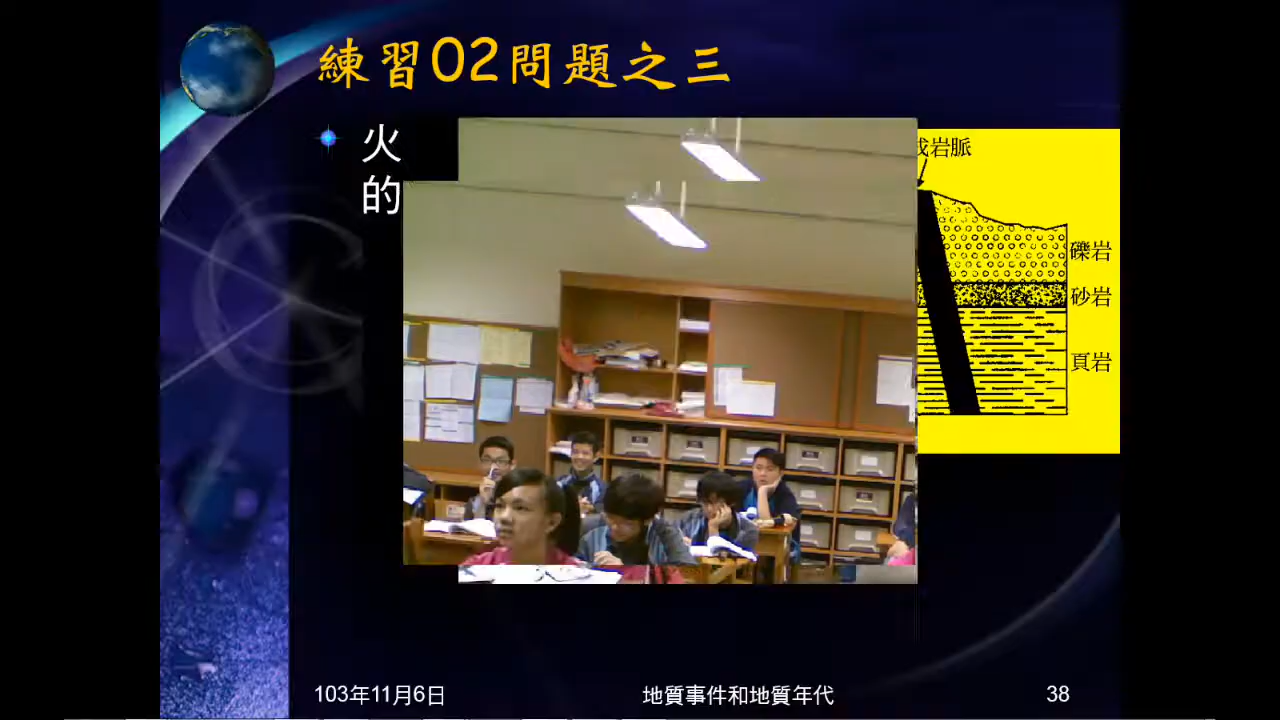 練習02問題之三
火
的
岩脈
礫岩
砂岩
頁岩
103年11月6日
地質事件和地質年代
38